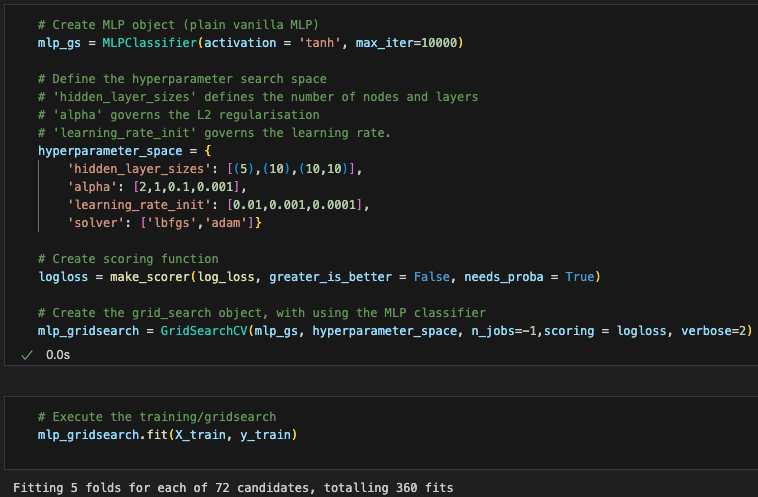 # Create MLP object (plain vanilla MLP)
mlp_gs = MLPClassifier(activation = 'tanh', max_iter=10000)
# Define the hyperparameter search space
# 'hidden_layer_sizes' defines the number of nodes and layers
# 'alpha' governs the L2 regularisation
# 'learning_rate_init' governs the learning rate.
hyperparameter_space = {
'hidden_layer_sizes': [(5),(10),(10,10)],
'alpha': [2,1,0.1,0.001],
'learning_rate_init': [0.01,0.001,0.0001],
'solver': ['lbfgs','adam']}
# Create scoring function
logloss = make_scorer(log_loss, greater_is_better = False, needs_proba = True)
# Create the grid_search object, with using the MLP classifier
mlp_gridsearch = GridSearchCV(mlp_gs, hyperparameter_space, n_jobs=-1,scoring = logloss, verbose=2)
✓ 0.0s
# Execute the training/gridsearch
mlp_gridsearch.fit(X_train, y_train)
Fitting 5 folds for each of 72 candidates, totalling 360 fits